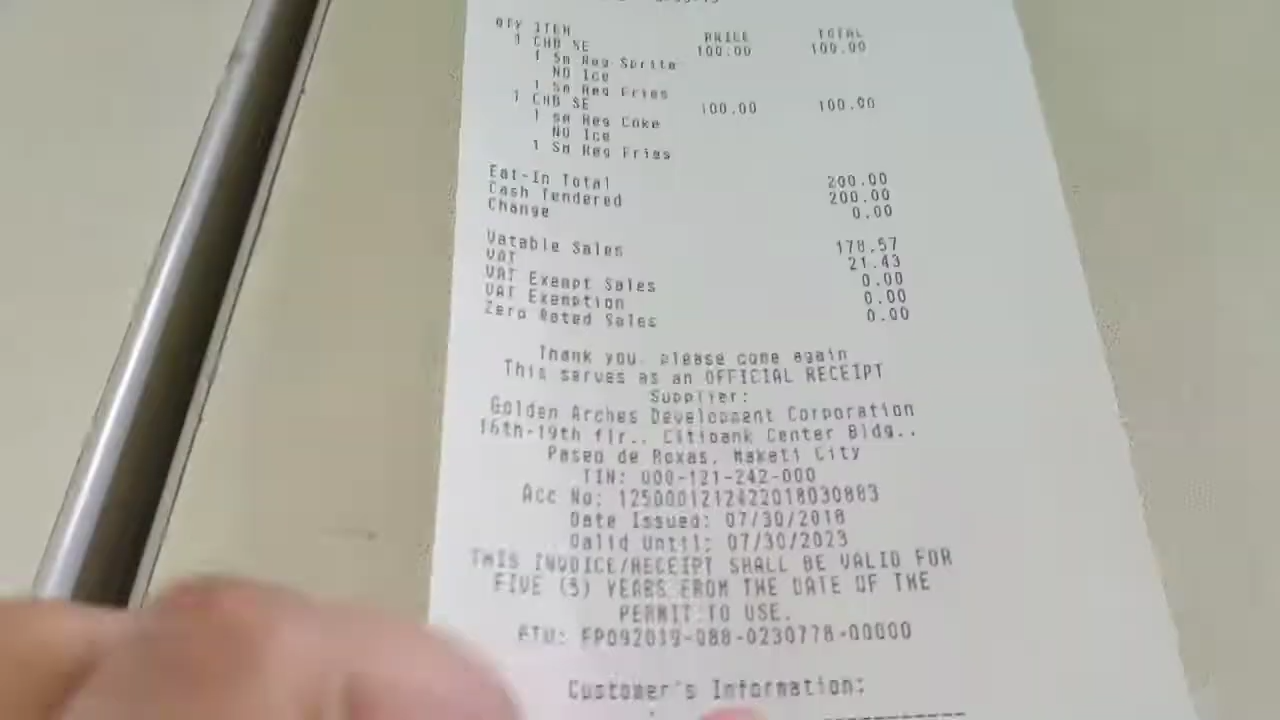 QTY ITEM PRICE TOTAL
1 CHB SE 100.00 100.00
1 Sm Reg Sprite
NO Ice
1 Sm Reg Fries
1 CHB SE 100.00 100.00
1 Sm Reg Coke
NO Ice
1 Sm Reg Fries
Eat-In Total 200.00
Cash Tendered 200.00
Change 0.00
Vatable Sales 178.57
VAT 21.43
VAT Exempt Sales 0.00
VAT Exemption 0.00
Zero Rated Sales 0.00
Thank you, please come again
This serves as an OFFICIAL RECEIPT
Supplier:
Golden Arches Development Corporation
16th-19th flr., Citibank Center Bldg.,
Paseo de Roxas, Makati City
TIN: 000-121-242-000
Acc No: 1250001212422018030883
Date Issued: 07/30/2018
Valid Until: 07/30/2023
THIS INVOICE/RECEIPT SHALL BE VALID FOR
FIVE (5) YEARS FROM THE DATE OF THE
PERMIT TO USE.
PTU: FP092019-088-0230778-00000
Customer's Information: